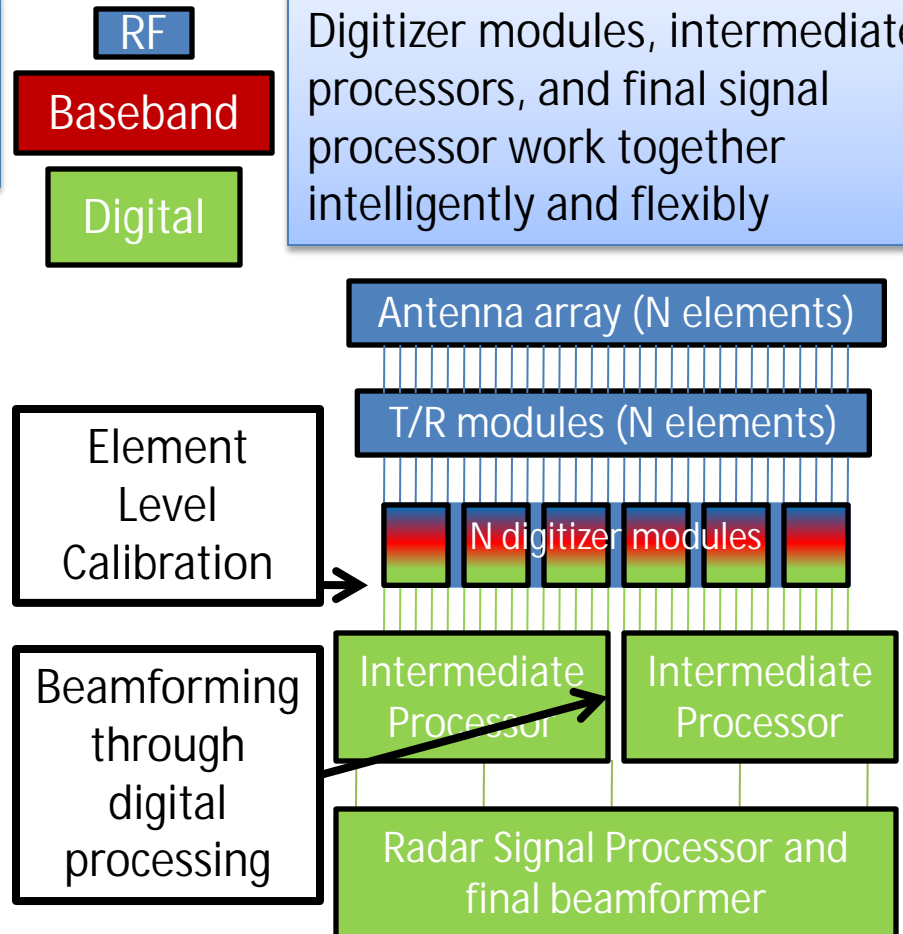 RF
Baseband
Digital
Digitizer modules, intermediate
processors, and final signal
processor work together
intelligently and flexibly
Antenna array (N elements)
T/R modules (N elements)
Element
Level
Calibration
N digitizer modules
Beamforming
through
digital
processing
Intermediate
Processor
Intermediate
Processor
Radar Signal Processor and
final beamformer